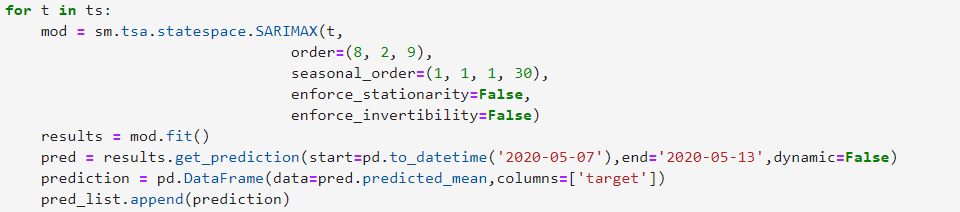 for t in ts:
    mod = sm.tsa.statespace.SARIMAX(t,
                                order=(8, 2, 9),
                                seasonal_order=(1, 1, 1, 30),
                                enforce_stationarity=False,
                                enforce_invertibility=False)
    results = mod.fit()
    pred = results.get_prediction(start=pd.to_datetime('2020-05-07'),end='2020-05-13',dynamic=False)
    prediction = pd.DataFrame(data=pred.predicted_mean,columns=['target'])
    pred_list.append(prediction)